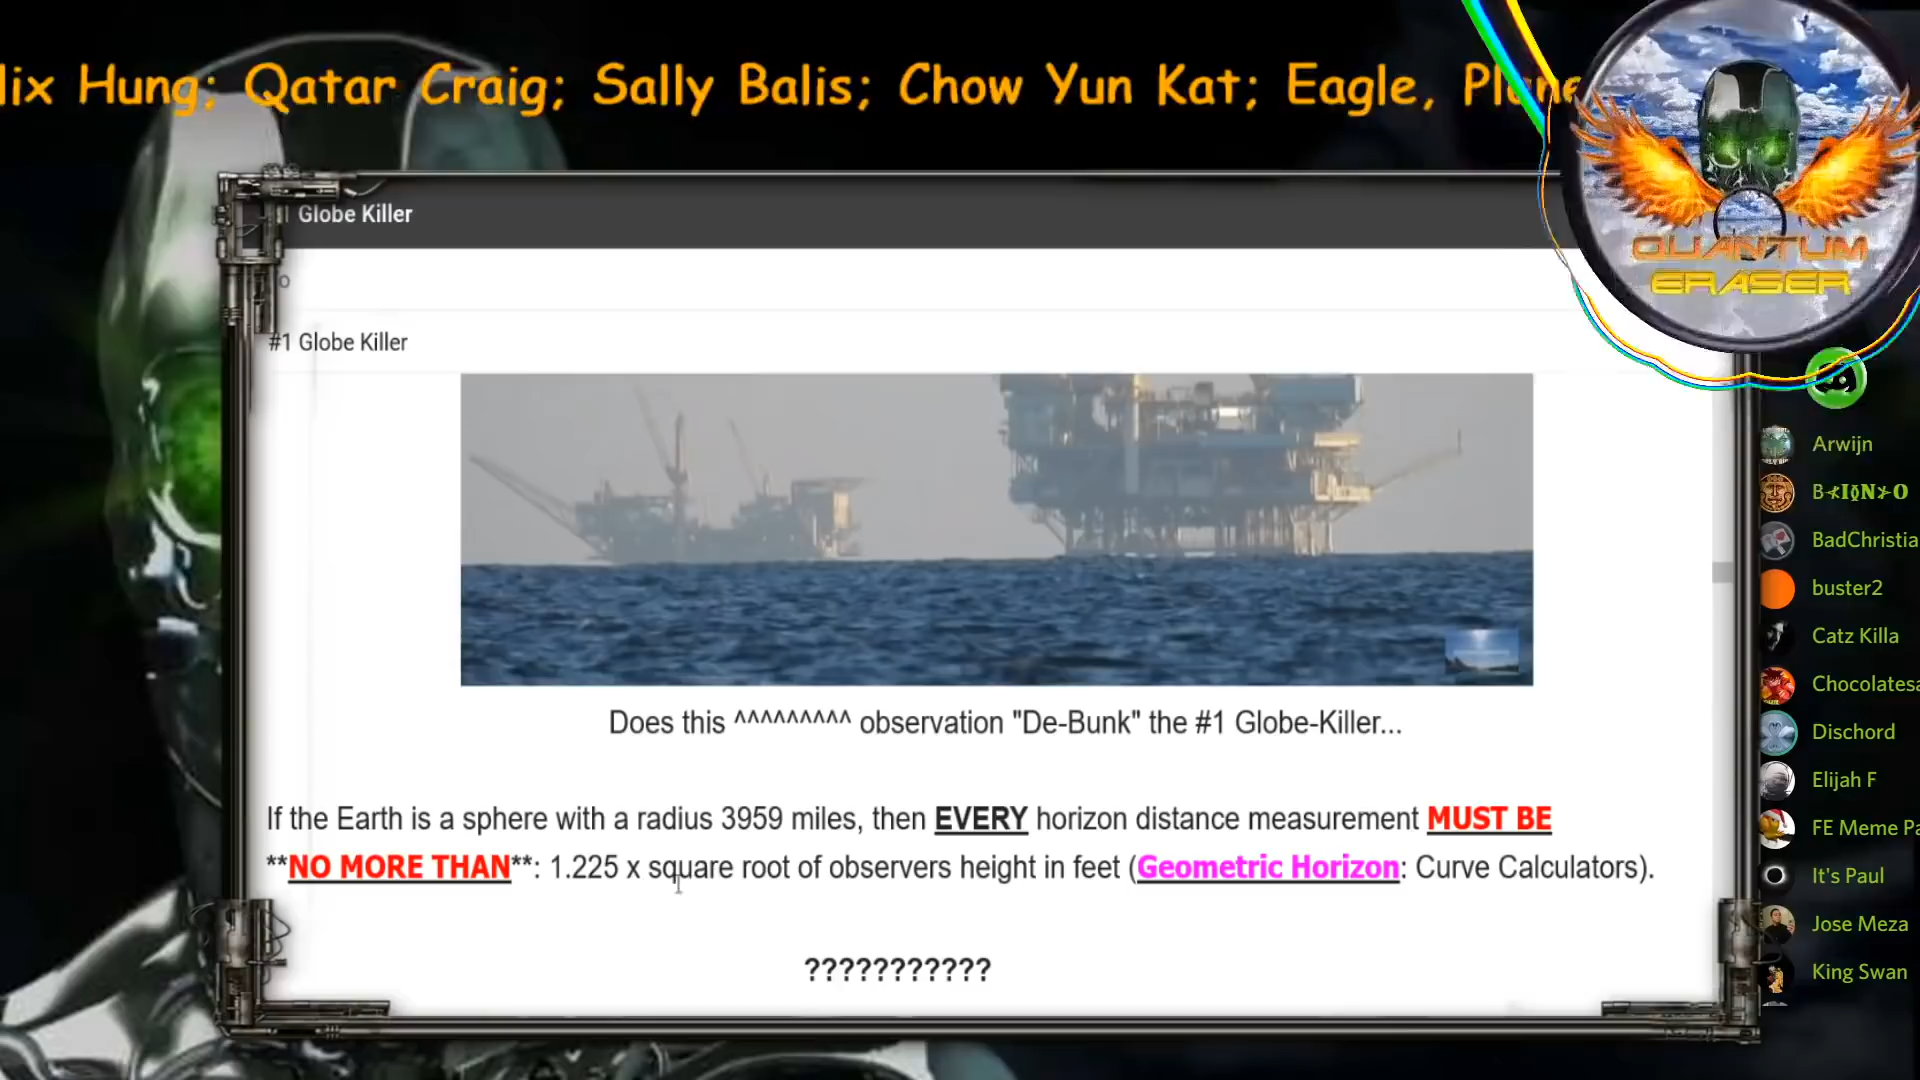 Hung; Qatar Craig; Sally Balis; Chow Yun Kat; Eagle,
QUANTUM
ERASER
Globe Killer
#1 Globe Killer
Does this ^^^^^^^^^ observation "De-Bunk" the #1 Globe-Killer...
If the Earth is a sphere with a radius 3959 miles, then EVERY horizon distance measurement MUST BE
**NO MORE THAN**: 1.225 x square root of observers height in feet (Geometric Horizon: Curve Calculators).
???????????
Arwijn
BadChristia
buster2
Catz Killa
Chocolatesa
Dischord
Elijah F
FE Meme Pa
It's Paul
Jose Meza
King Swan